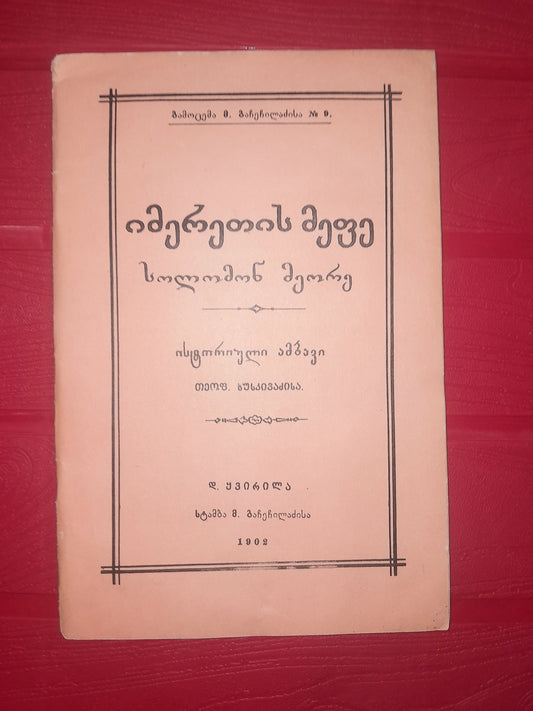 გამოცემა მ. გაჩეჩილაძისა № 9.
იმერეთის მეფე
სოლომონ მეორე
ისტორიული ამბავი
თეოფ. ხუსკივაძისა.
დ. ყვირილა
სტამბა მ. გაჩეჩილაძისა
1902